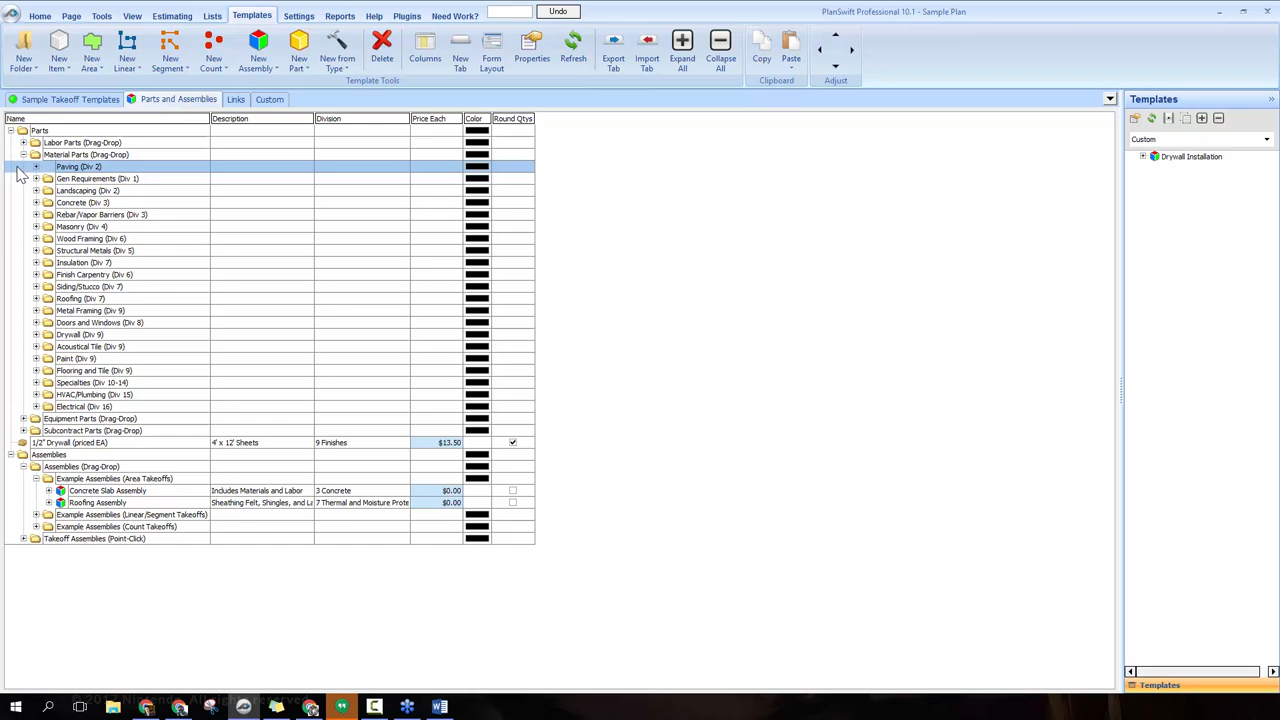 Home Page Tools View Estimating Lists Templates Settings Reports Help Plugins Need Work? Undo PlanSwift Professional 10.1 - Sample Plan
New Folder New Item New Area New Linear New Segment New Count New Assembly New Part New from Type Delete Columns New Tab Form Layout Properties Refresh Export Tab Import Tab Expand All Collapse All Copy Paste
Template Tools Clipboard Adjust
Sample Takeoff Templates Parts and Assemblies Links Custom Templates
Name Description Division Price Each Color Round Qtys
Parts
Custom
Labor Parts (Drag-Drop)
Material Parts (Drag-Drop)
Drywall Installation
Paving (Div 2)
Gen Requirements (Div 1)
Landscaping (Div 2)
Concrete (Div 3)
Rebar/Vapor Barriers (Div 3)
Masonry (Div 4)
Wood Framing (Div 6)
Structural Metals (Div 5)
Insulation (Div 7)
Finish Carpentry (Div 6)
Siding/Stucco (Div 7)
Roofing (Div 7)
Metal Framing (Div 9)
Doors and Windows (Div 8)
Drywall (Div 9)
Acoustical Tile (Div 9)
Paint (Div 9)
Flooring and Tile (Div 9)
Specialties (Div 10-14)
HVAC/Plumbing (Div 15)
Electrical (Div 16)
Equipment Parts (Drag-Drop)
Subcontract Parts (Drag-Drop)
1/2" Drywall (priced EA) 4' x 12' Sheets 9 Finishes $13.50
Assemblies
Assemblies (Drag-Drop)
Example Assemblies (Area Takeoffs)
Concrete Slab Assembly Includes Materials and Labor 3 Concrete $0.00
Roofing Assembly Sheathing Felt, Shingles, and La 7 Thermal and Moisture Prote $0.00
Example Assemblies (Linear/Segment Takeoffs)
Example Assemblies (Count Takeoffs)
Takeoff Assemblies (Point-Click)
Templates